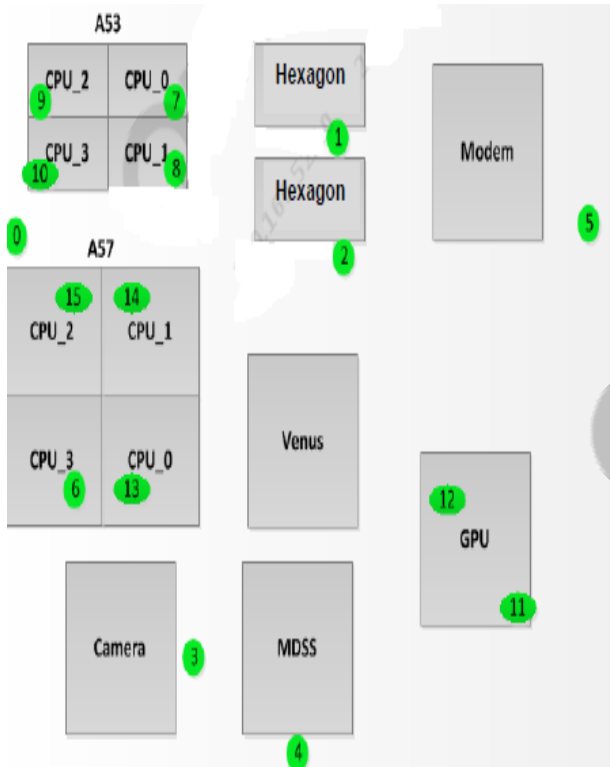 A53
CPU_2 CPU_0 Hexagon
9 7
1
CPU_3 CPU_1 Modem
10 8
Hexagon
0 5
A57 2
15 14
CPU_2 CPU_1
Venus
CPU_3 CPU_0
6 13 12
GPU
11
Camera 3 MDSS
4